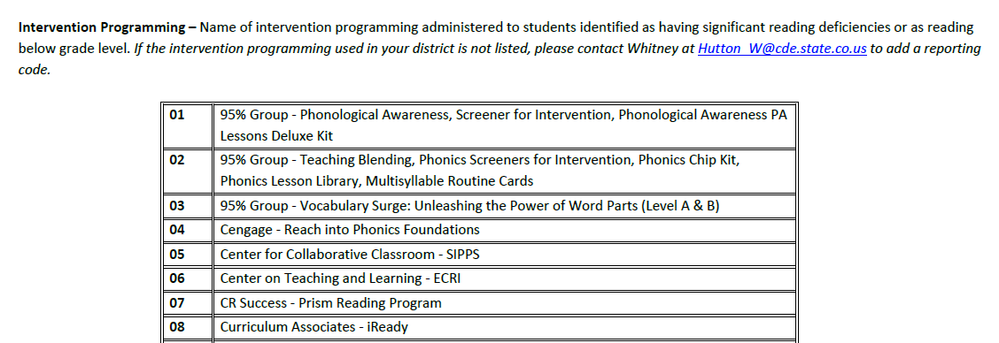 Intervention Programming – Name of intervention programming administered to students identified as having significant reading deficiencies or as reading
below grade level. If the intervention programming used in your district is not listed, please contact Whitney at Hutton_W@cde.state.co.us to add a reporting
code.
01 95% Group - Phonological Awareness, Screener for Intervention, Phonological Awareness PA
Lessons Deluxe Kit
02 95% Group - Teaching Blending, Phonics Screeners for Intervention, Phonics Chip Kit,
Phonics Lesson Library, Multisyllable Routine Cards
03 95% Group - Vocabulary Surge: Unleashing the Power of Word Parts (Level A & B)
04 Cengage - Reach into Phonics Foundations
05 Center for Collaborative Classroom - SIPPS
06 Center on Teaching and Learning - ECRI
07 CR Success - Prism Reading Program
08 Curriculum Associates - iReady